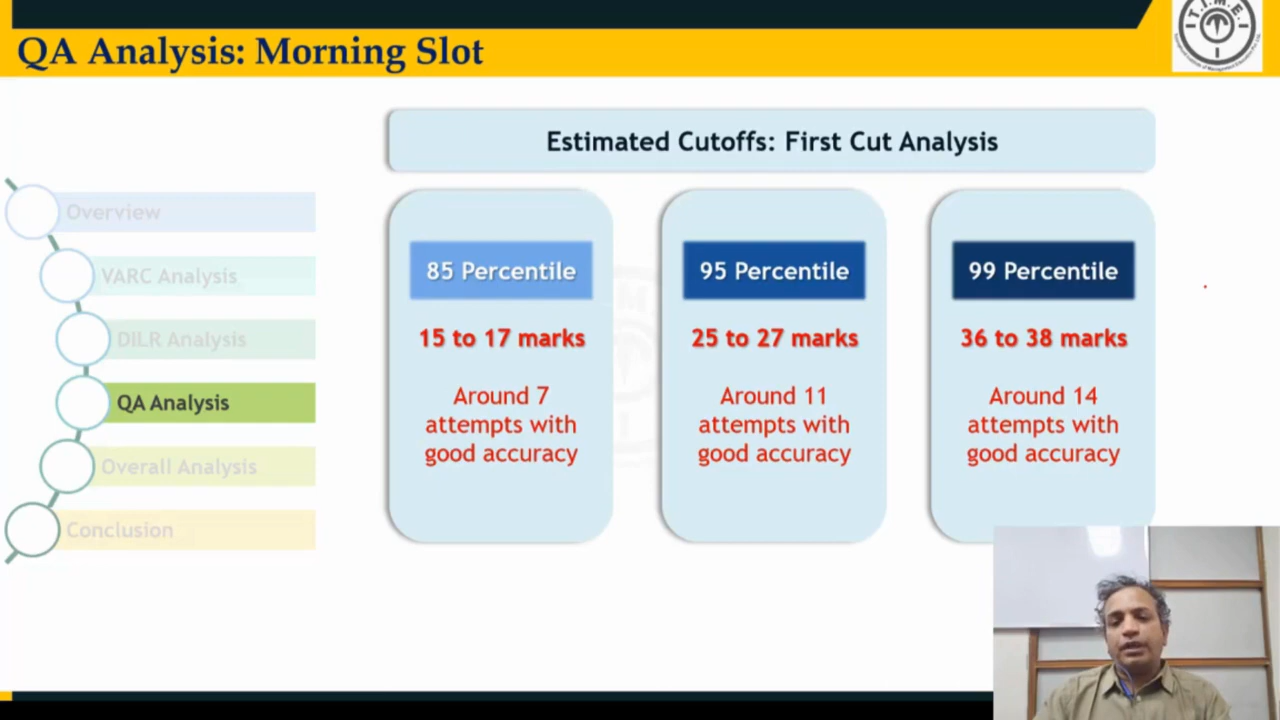 QA Analysis: Morning Slot
T.I.M.E.
Estimated Cutoffs: First Cut Analysis
Overview
VARC Analysis
DILR Analysis
QA Analysis
Overall Analysis
Conclusion
85 Percentile
15 to 17 marks
Around 7
attempts with
good accuracy
95 Percentile
25 to 27 marks
Around 11
attempts with
good accuracy
99 Percentile
36 to 38 marks
Around 14
attempts with
good accuracy